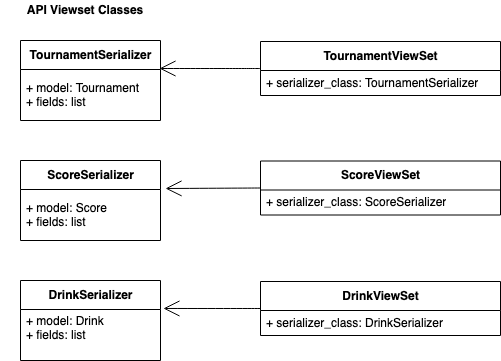 API Viewset Classes
TournamentSerializer
+ model: Tournament
+ fields: list
TournamentViewSet
+ serializer_class: TournamentSerializer
ScoreSerializer
+ model: Score
+ fields: list
ScoreViewSet
+ serializer_class: ScoreSerializer
DrinkSerializer
+ model: Drink
+ fields: list
DrinkViewSet
+ serializer_class: DrinkSerializer